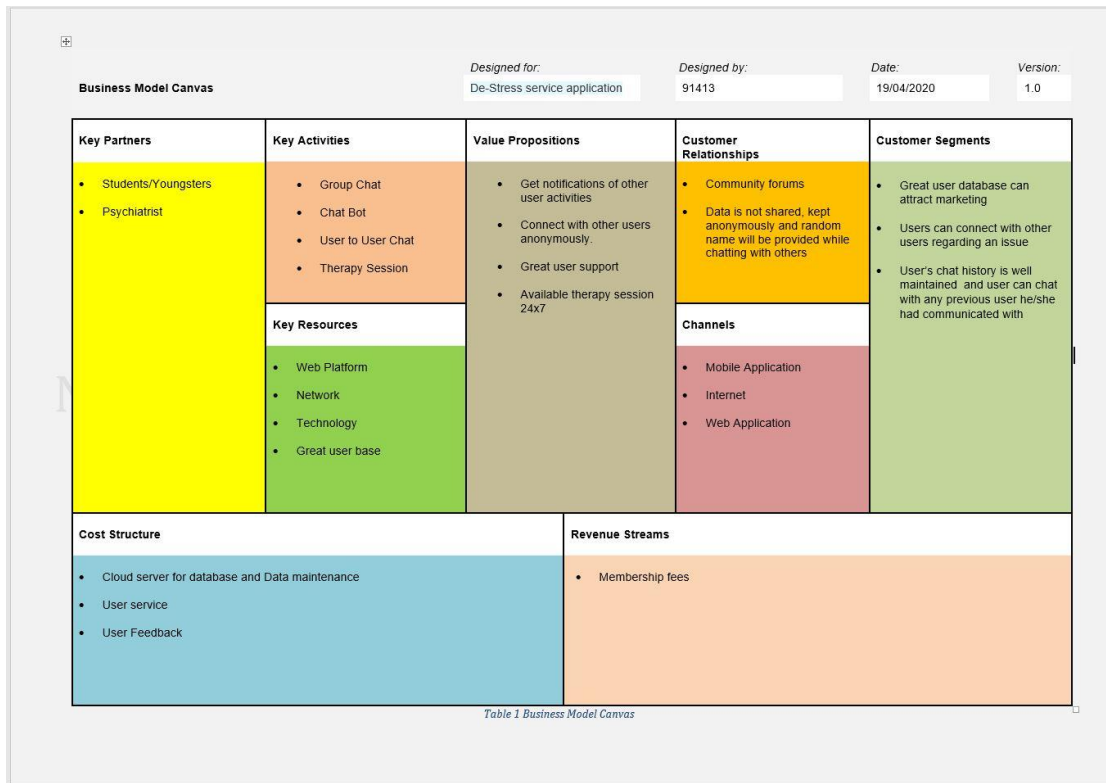 Designed for:
Designed by:
Date:
Version:
Business Model Canvas
De-Stress service application
91413
19/04/2020
1.0
Key Partners
• Students/Youngsters
• Psychiatrist
Key Activities
• Group Chat
• Chat Bot
• User to User Chat
• Therapy Session
Key Resources
• Web Platform
• Network
• Technology
• Great user base
Value Propositions
• Get notifications of other
user activities
• Connect with other users
anonymously.
• Great user support
• Available therapy session
24x7
Customer
Relationships
• Community forums
• Data is not shared, kept
anonymously and random
name will be provided while
chatting with others
Channels
• Mobile Application
• Internet
• Web Application
Customer Segments
• Great user database can
attract marketing
• Users can connect with other
users regarding an issue
• User's chat history is well
maintained and user can chat
with any previous user he/she
had communicated with
Cost Structure
• Cloud server for database and Data maintenance
• User service
• User Feedback
Revenue Streams
• Membership fees
Table 1 Business Model Canvas